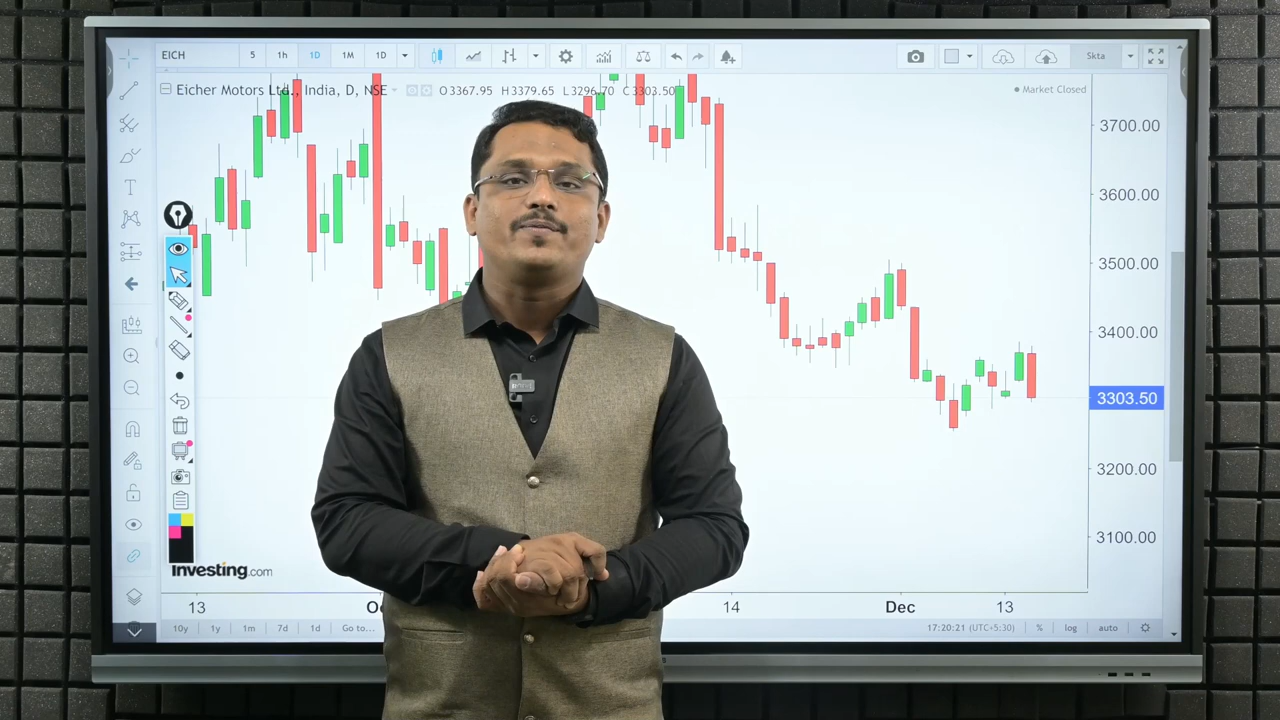 EICH 5 1h 1D 1M 1D Skta
Eicher Motors Ltd., India, D, NSE O3367.95 H3379.65 L3296.70 C3303.50
Market Closed
3700.00
3600.00
3500.00
3400.00
3303.50
3200.00
3100.00
T
Investing.com
13 14 Dec 13
10y 1y 1m 7d 1d Go to... 17:20:21 (UTC+5:30) % log auto